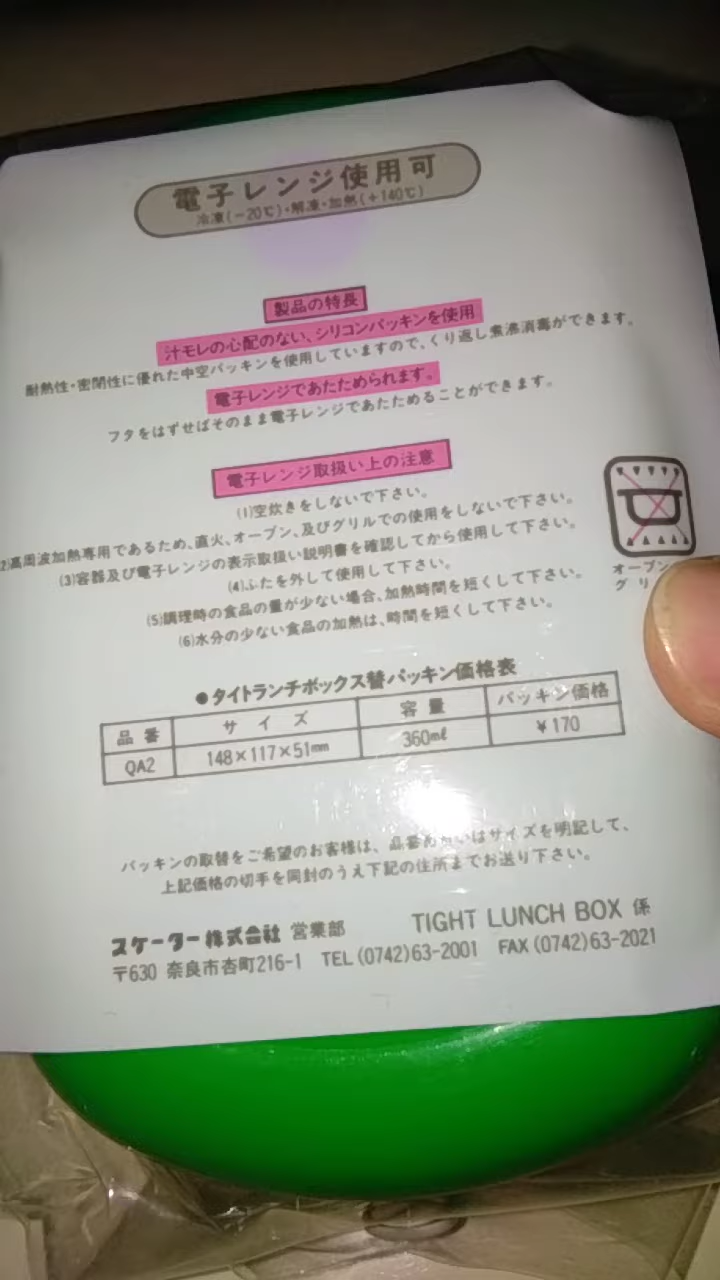 電子レンジ使用可
冷凍(－20℃)・解凍・加熱(＋140℃)
製品の特長
汁モレの心配のない、シリコンパッキンを使用
耐熱性・密閉性に優れた中空パッキンを使用していますので、くり返し煮沸消毒ができます。
電子レンジであたためられます。
フタをはずせばそのまま電子レンジであたためることができます。
電子レンジ取扱い上の注意
(1)空炊きをしないで下さい。
2)高周波加熱専用であるため、直火、オーブン、及びグリルでの使用をしないで下さい。
(3)容器及び電子レンジの表示取扱い説明書を確認してから使用して下さい。
(4)ふたを外して使用して下さい。
(5)調理時の食品の量が少ない場合、加熱時間を短くして下さい。
(6)水分の少ない食品の加熱は、時間を短くして下さい。
オーブン
グリ
●タイトランチボックス替パッキン価格表
品番 サイズ 容量 パッキン価格
QA2 148×117×51㎜ 360㎖ ¥170
パッキンの取替をご希望のお客様は、品番あるいはサイズを明記して、
上記価格の切手を同封のうえ下記の住所までお送り下さい。
スケーター株式会社 営業部 TIGHT LUNCH BOX 係
〒630 奈良市杏町216-1 TEL(0742)63-2001 FAX(0742)63-2021